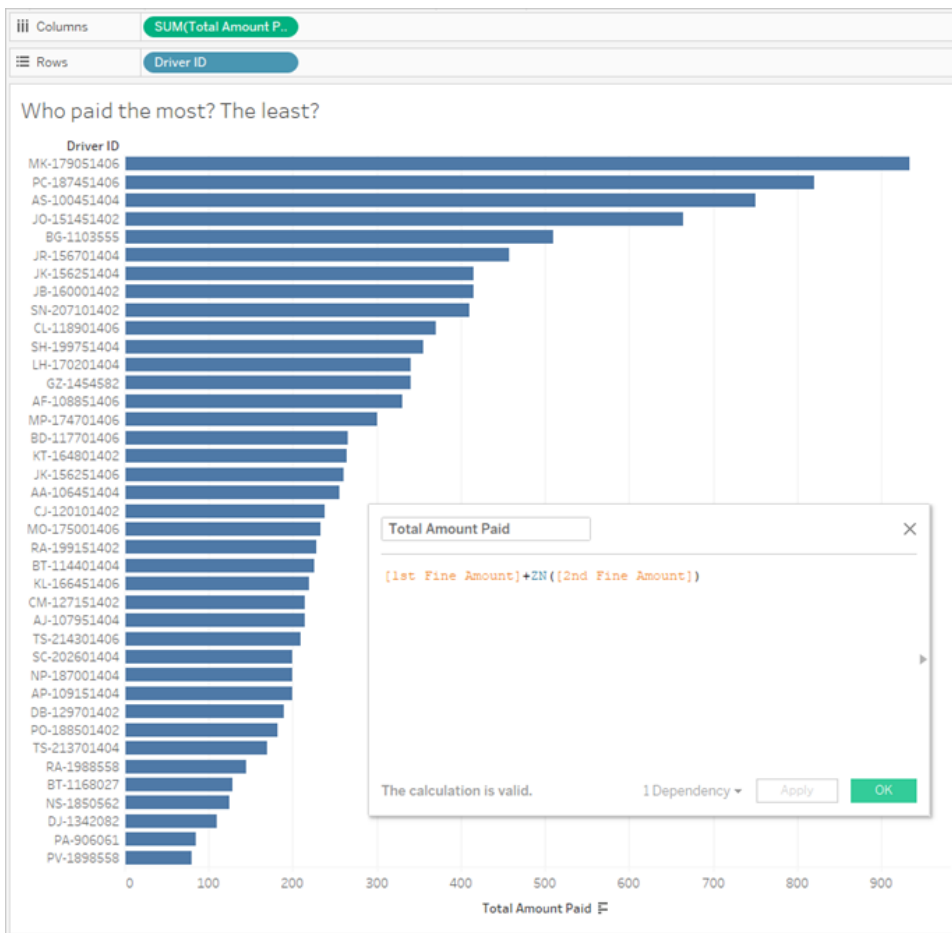 Columns
SUM(Total Amount P..
Rows
Driver ID
Who paid the most? The least?
Driver ID
MK-179051406
PC-187451406
AS-100451404
JO-151451402
BG-1103555
JR-156701404
JK-156251404
JB-160001402
SN-207101402
CL-118901406
SH-199751404
LH-170201404
GZ-1454582
AF-108851406
MP-174701406
BD-117701406
KT-164801402
JK-156251406
AA-106451404
CJ-120101402
MO-175001406
RA-199151402
BT-114401404
KL-166451406
CM-127151402
AJ-107951404
TS-214301406
SC-202601404
NP-187001404
AP-109151404
DB-129701402
PO-188501402
TS-213701404
RA-1988558
BT-1168027
NS-1850562
DJ-1342082
PA-906061
PV-1898558
Total Amount Paid
[1st Fine Amount]+ZN([2nd Fine Amount])
The calculation is valid.
1 Dependency
Apply
OK
0 100 200 300 400 500 600 700 800 900
Total Amount Paid